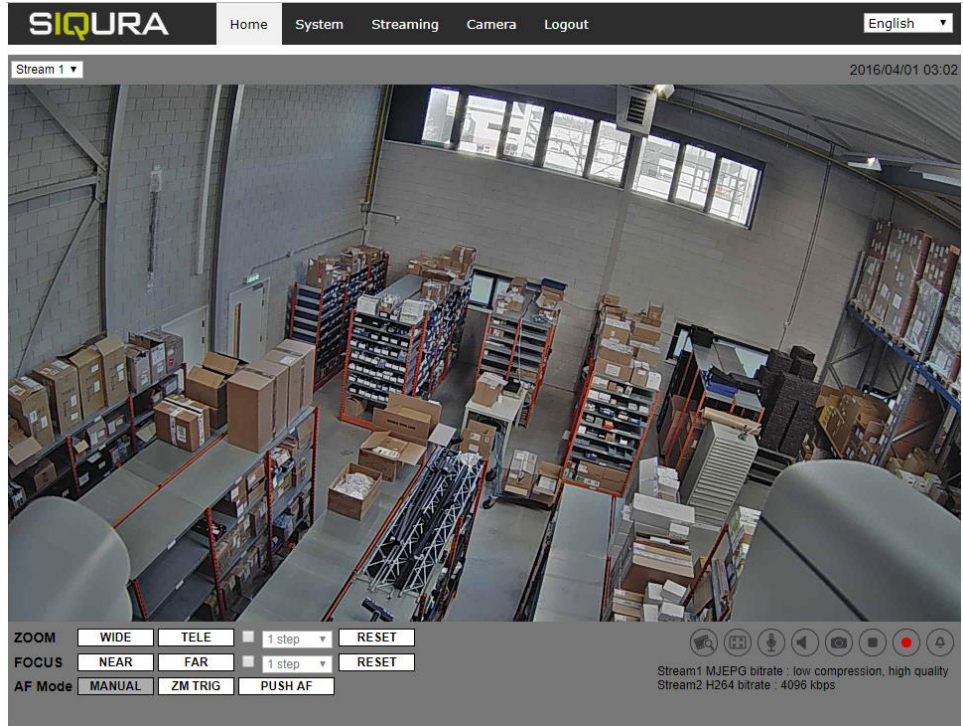 SIQURA Home System Streaming Camera Logout English
Stream 1 2016/04/01 03:02
ZOOM WIDE TELE 1 step RESET
FOCUS NEAR FAR 1 step RESET
AF Mode MANUAL ZM TRIG PUSH AF
Stream1 MJEPG bitrate : low compression, high quality
Stream2 H264 bitrate : 4096 kbps